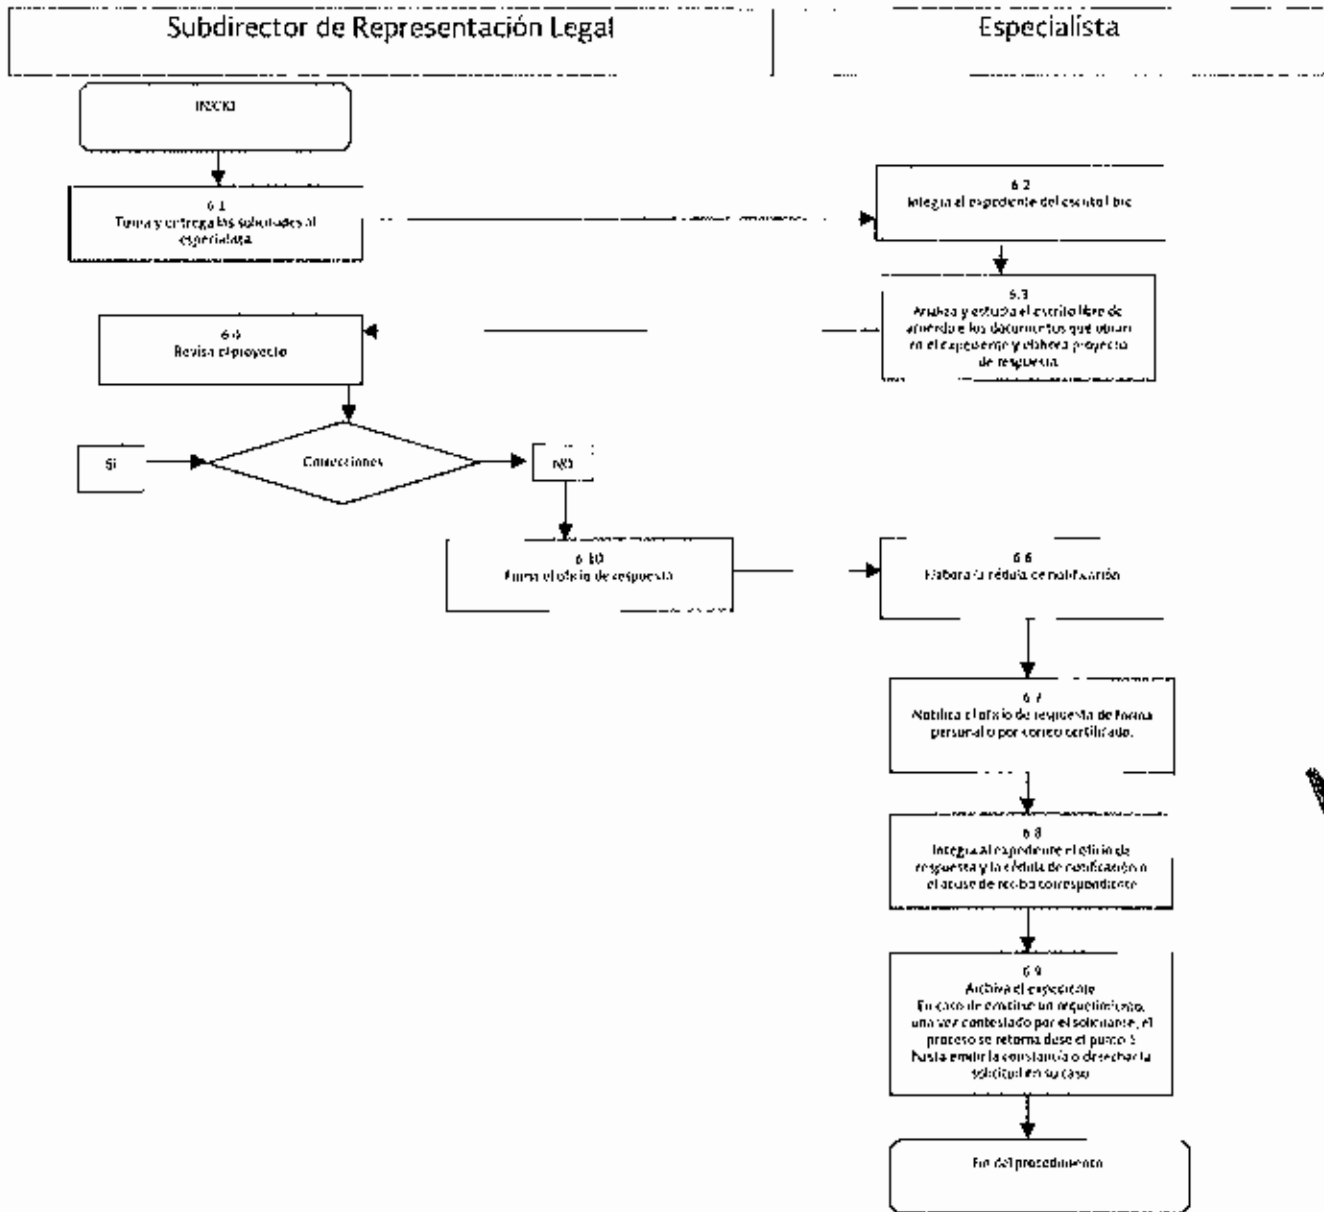 Subdirector de Representación Legal
Especialista
INICIO
6.1
Turna y entrega las solicitudes al
especialista
6.2
Integra el expediente del escrito libre
6.3
Analiza y estudia el escrito libre de
acuerdo a los documentos que obran
en el expediente y elabora proyecto
de respuesta
6.4
Revisa el proyecto
Si
Correcciones
NO
6.10
Firma el oficio de respuesta
6.6
Elabora la cédula de notificación
6.7
Notifica el oficio de respuesta de forma
personal o por correo certificado.
6.8
Integra al expediente el oficio de
respuesta y la cédula de notificación o
el acuse de recibo correspondiente
6.9
Archiva el expediente
En caso de emitirse un requerimiento,
una vez contestado por el solicitante, el
proceso se retorna dese el punto 5
hasta emitir la constancia o desechar la
solicitud en su caso
Fin del procedimiento